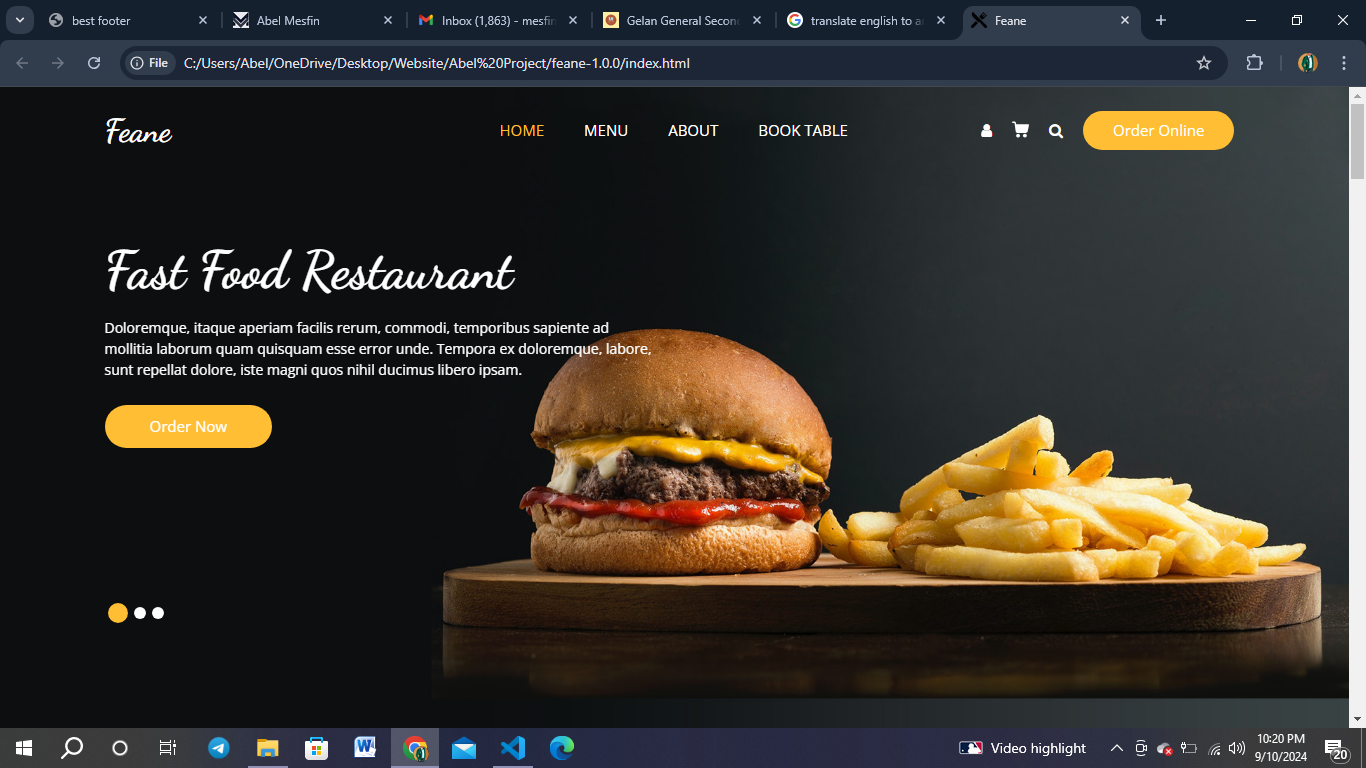 best footer
Abel Mesfin
Inbox (1,863) - mesfin
Gelan General Second
translate english to a
Feane
File
C:/Users/Abel/OneDrive/Desktop/Website/Abel%20Project/feane-1.0.0/index.html
Feane
HOME
MENU
ABOUT
BOOK TABLE
Order Online
Fast Food Restaurant
Doloremque, itaque aperiam facilis rerum, commodi, temporibus sapiente ad
mollitia laborum quam quisquam esse error unde. Tempora ex doloremque, labore,
sunt repellat dolore, iste magni quos nihil ducimus libero ipsam.
Order Now
Video highlight
10:20 PM
9/10/2024
20